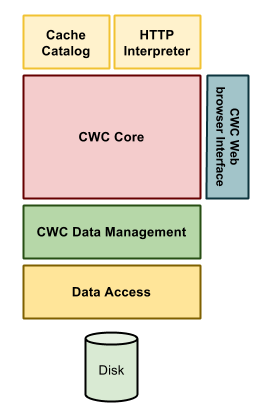 Cache
Catalog
HTTP
Interpreter
CWC Core
CWC Web
browser Interface
CWC Data Management
Data Access
Disk